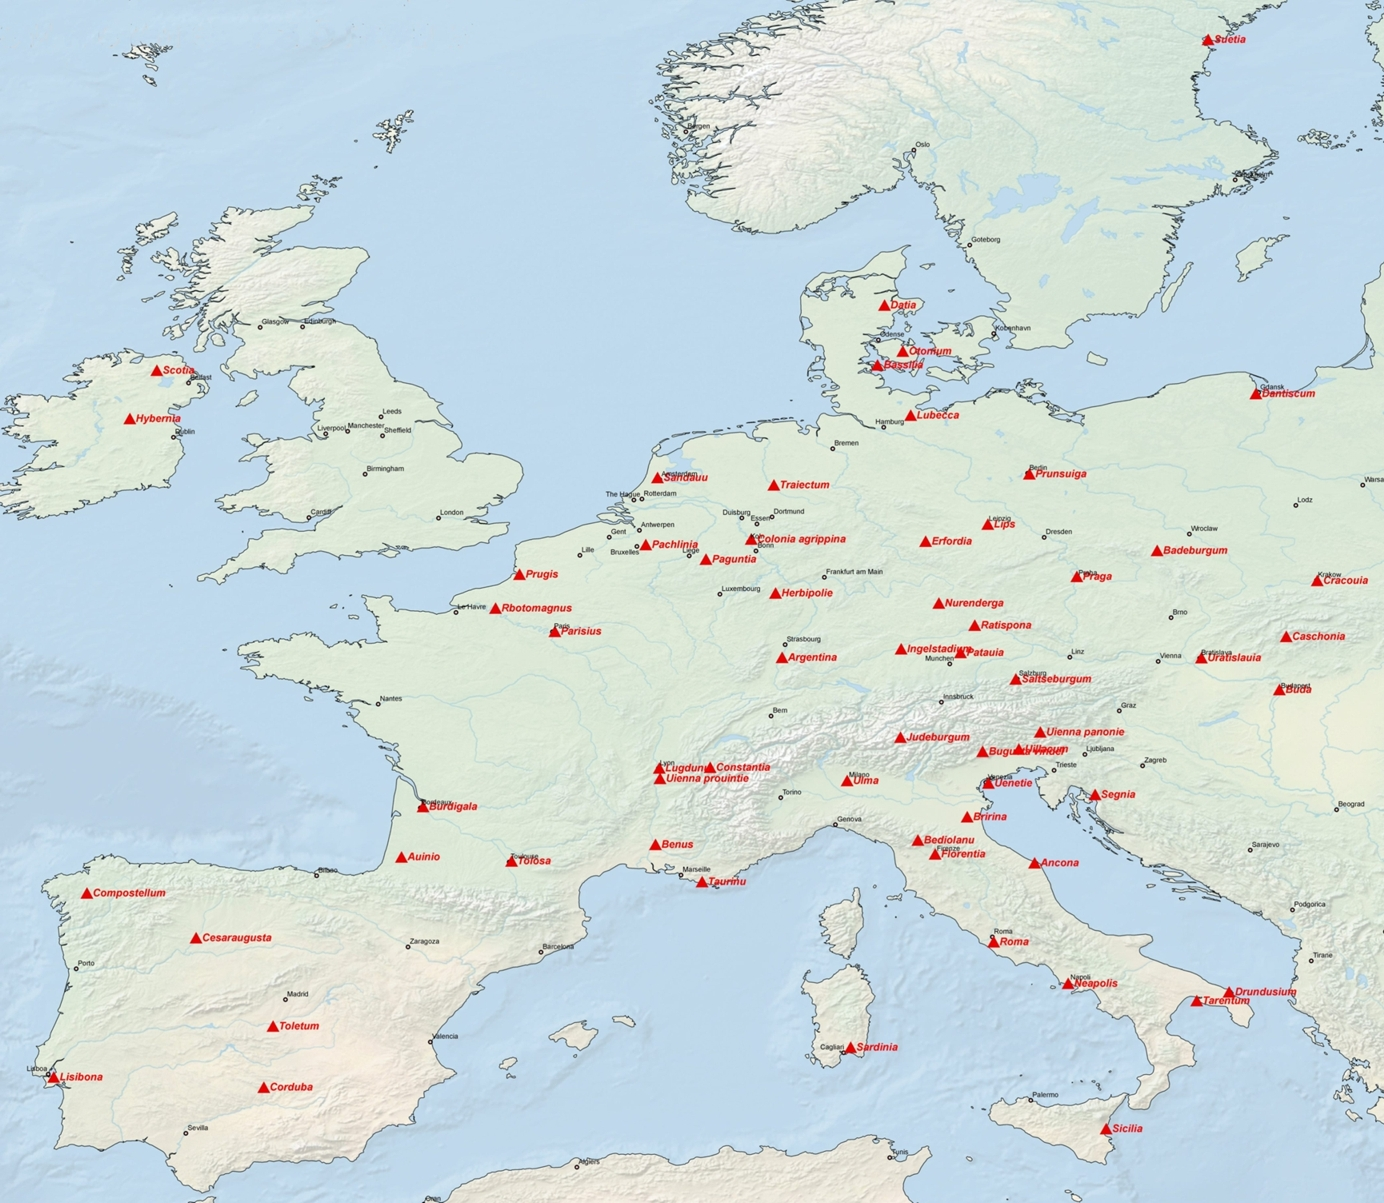 Suetia
Bergen
Oslo
Goteborg
Datia
Glasgow
Edinburgh
Kobenhavn
Odense
Otonium
Bassilia
Scotia
Belfast
Gdansk
Dantiscum
Hybernia
Dublin
Leeds
Lubecca
Hamburg
Liverpool
Manchester
Sheffield
Bremen
Birmingham
Amsterdam
Sandauu
Traiectum
Berlin
Prunsuiga
Warsa
The Hague
Rotterdam
Lodz
Cardiff
London
Duisburg
Essen
Dortmund
Leipzig
Lips
Antwerpen
Gent
Dresden
Wroclaw
Colonia agrippina
Erfordia
Pachlinia
Bruxelles
Lille
Liege
Bonn
Badeburgum
Paguntia
Prugis
Frankfurt am Main
Praha
Praga
Krakow
Cracouia
Luxembourg
Herbipolie
Nurenderga
Le Havre
Rbotomagnus
Brno
Paris
Parisius
Ratispona
Strasbourg
Caschonia
Argentina
Ingelstadium
Patauia
Munchen
Linz
Vienna
Bratislava
Uratislauia
Salzburg
Saltseburgum
Budapest
Buda
Nantes
Innsbruck
Graz
Bern
Judeburgum
Uienna panonie
Uillacum
Ljubljana
Zagreb
Lyon
Lugdunu
Constantia
Trieste
Uienna prouintie
Milano
Ulma
Venezia
Uenetie
Torino
Segnia
Bordeaux
Burdigala
Beograd
Genova
Bririna
Benus
Bediolanu
Firenze
Florentia
Sarajevo
Auinio
Toulouse
Tolosa
Ancona
Bilbao
Marseille
Taurinu
Compostellum
Podgorica
Cesaraugusta
Zaragoza
Barcelona
Roma
Roma
Porto
Tirane
Napoli
Neapolis
Madrid
Drundusium
Tarentum
Toletum
Valencia
Cagliari
Sardinia
Lisboa
Lisibona
Corduba
Palermo
Sevilla
Sicilia
Tunis
Algiers
Oran